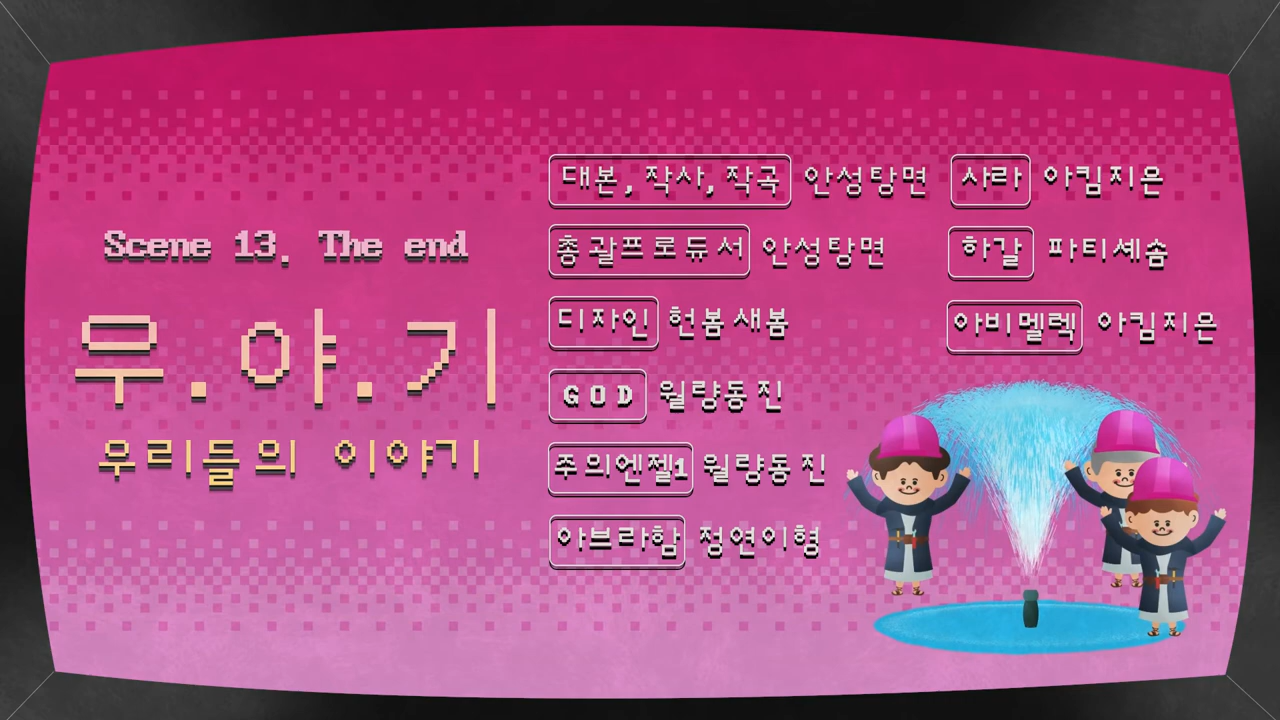 Scene 13. The end
우.야.기
우리들의 이야기
대본, 작사, 작곡 안성탕면
총괄프로듀서 안성탕면
디자인 헌봄새봄
GOD 월량동진
주의엔젤1 월량동진
아브라함 정연이형
사라 아킴지은
하갈 파티셰솜
아비멜렉 아킴지은